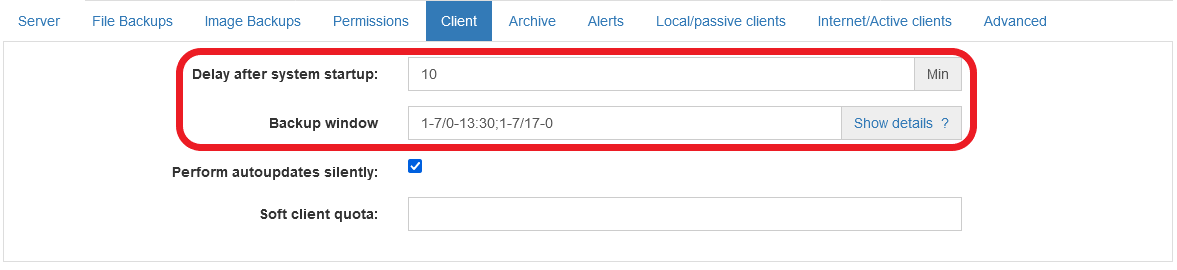 Server File Backups Image Backups Permissions Client Archive Alerts Local/passive clients Internet/Active clients Advanced
Delay after system startup: 10 Min
Backup window 1-7/0-13:30;1-7/17-0 Show details ?
Perform autoupdates silently:
Soft client quota: